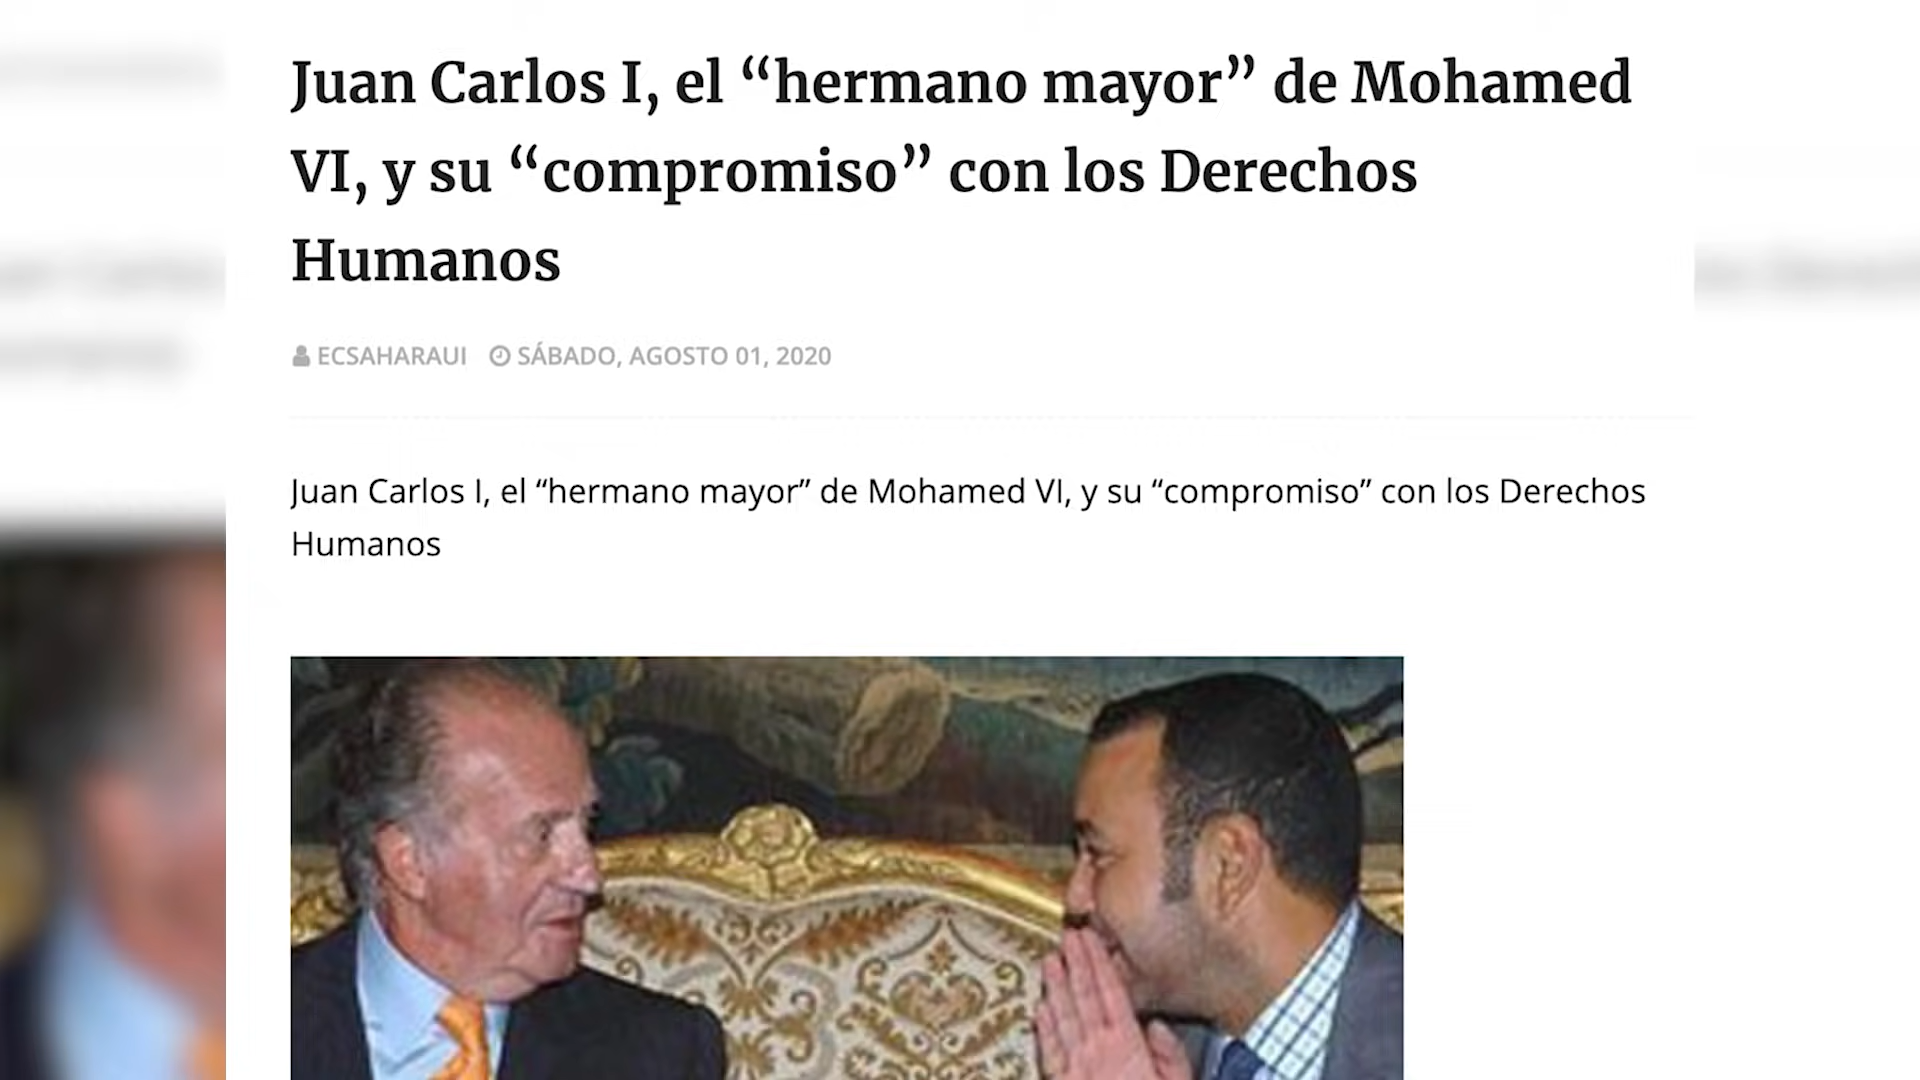 Juan Carlos I, el “hermano mayor” de Mohamed
VI, y su “compromiso” con los Derechos
Humanos
ECSAHARAUI SÁBADO, AGOSTO 01, 2020
Juan Carlos I, el “hermano mayor” de Mohamed VI, y su “compromiso” con los Derechos
Humanos